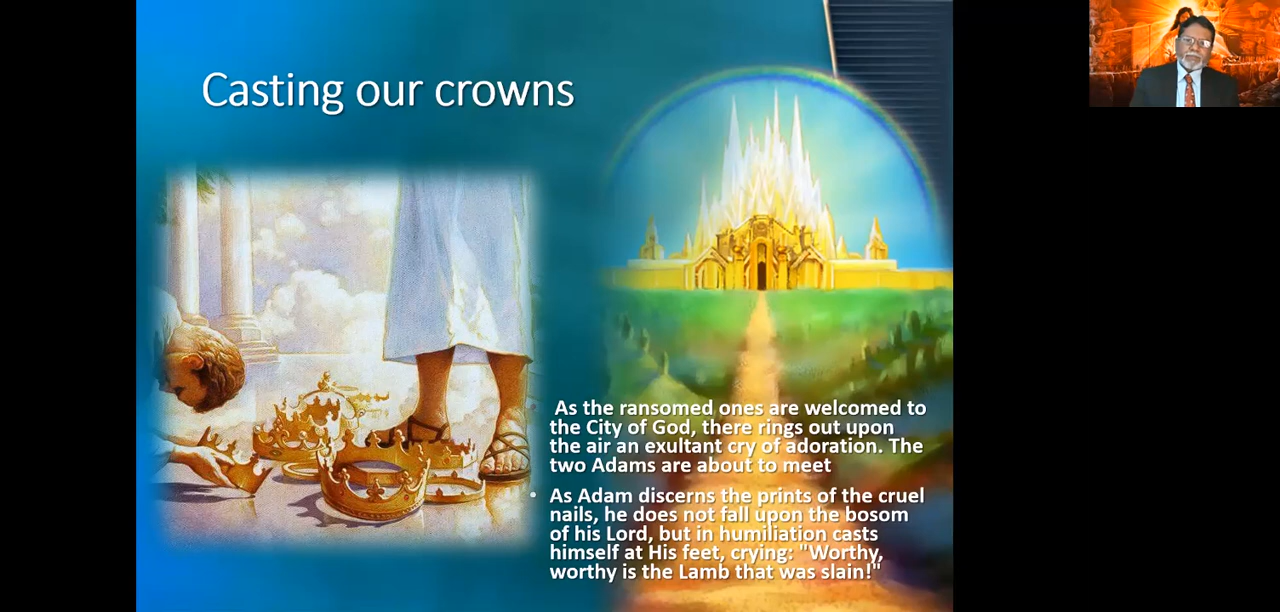 Casting our crowns
As the ransomed ones are welcomed to
the City of God, there rings out upon
the air an exultant cry of adoration. The
two Adams are about to meet
• As Adam discerns the prints of the cruel
nails, he does not fall upon the bosom
of his Lord, but in humiliation casts
himself at His feet, crying: "Worthy,
worthy is the Lamb that was slain!"